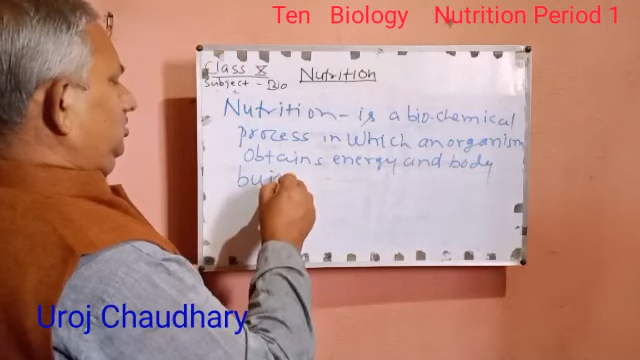 Ten Biology Nutrition Period 1
Class X
Subject - Bio
Nutrition
Nutrition - is a bio-chemical
process in which an organism
Obtains energy and body
bui
Uroj Chaudhary